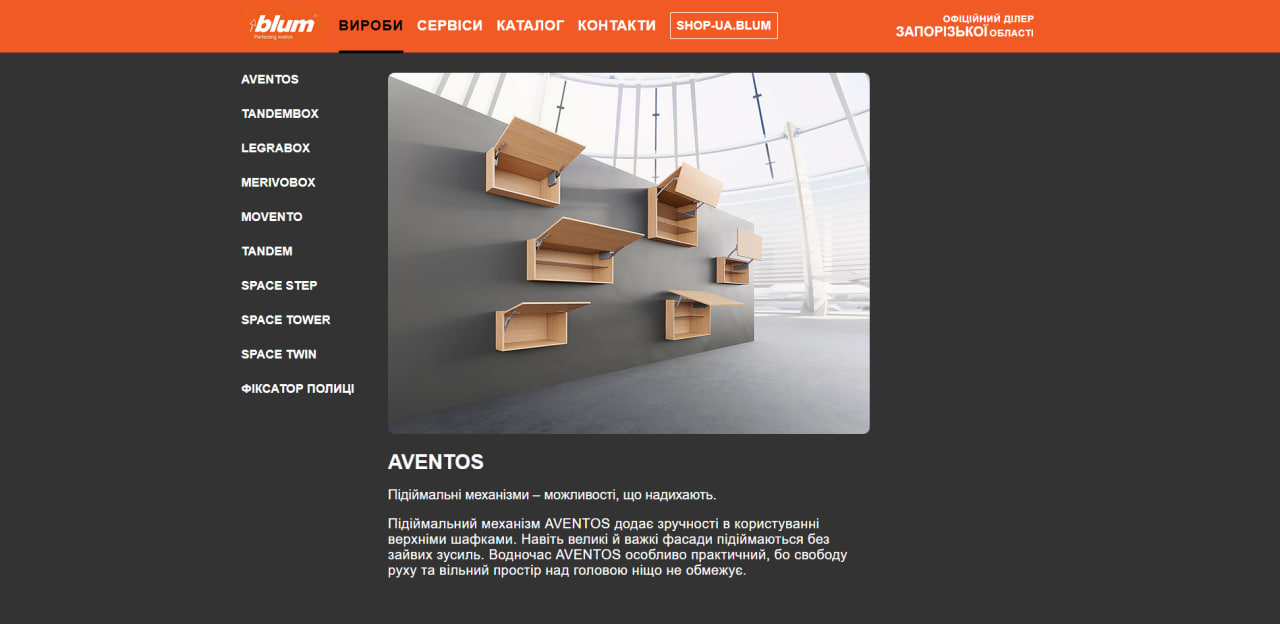 blum
Perfecting motion
ВИРОБИ СЕРВІСИ КАТАЛОГ КОНТАКТИ SHOP-UA.BLUM
ОФІЦІЙНИЙ ДІЛЕР
ЗАПОРІЗЬКОЇ ОБЛАСТІ
AVENTOS
TANDEMBOX
LEGRABOX
MERIVOBOX
MOVENTO
TANDEM
SPACE STEP
SPACE TOWER
SPACE TWIN
ФІКСАТОР ПОЛИЦІ
AVENTOS
Підіймальні механізми – можливості, що надихають.
Підіймальний механізм AVENTOS додає зручності в користуванні
верхніми шафками. Навіть великі й важкі фасади підіймаються без
зайвих зусиль. Водночас AVENTOS особливо практичний, бо свободу
руху та вільний простір над головою ніщо не обмежує.